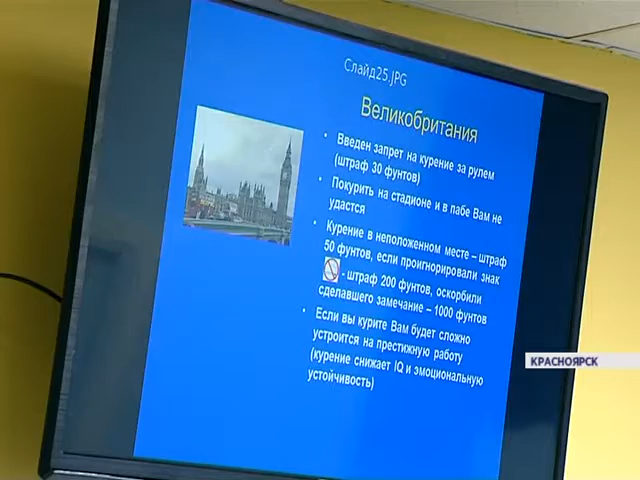 Слайд25.JPG
Великобритания
• Введен запрет на курение за рулем
(штраф 30 фунтов)
• Покурить на стадионе и в пабе Вам не
удастся
• Курение в неположенном месте – штраф
50 фунтов, если проигнорировали знак
- штраф 200 фунтов, оскорбили
сделавшего замечание – 1000 фунтов
• Если вы курите Вам будет сложно
устроится на престижную работу
(курение снижает IQ и эмоциональную
устойчивость)
КРАСНОЯРСК